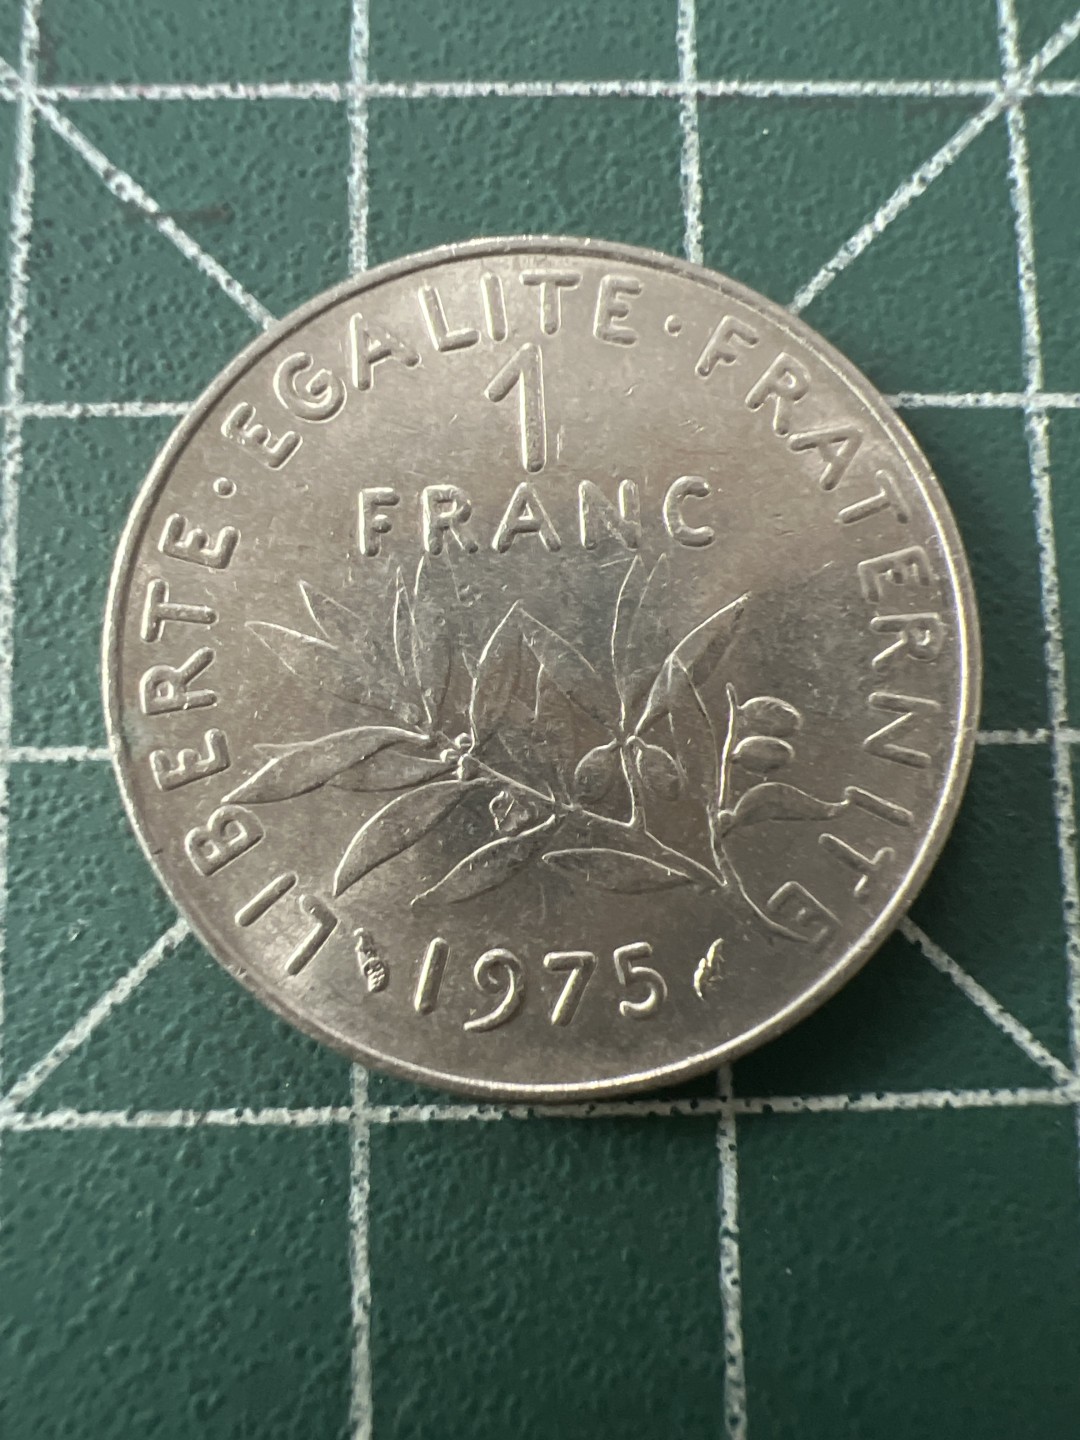 LIBERTE · EGALITE · FRATERNITE
1
FRANC
1975